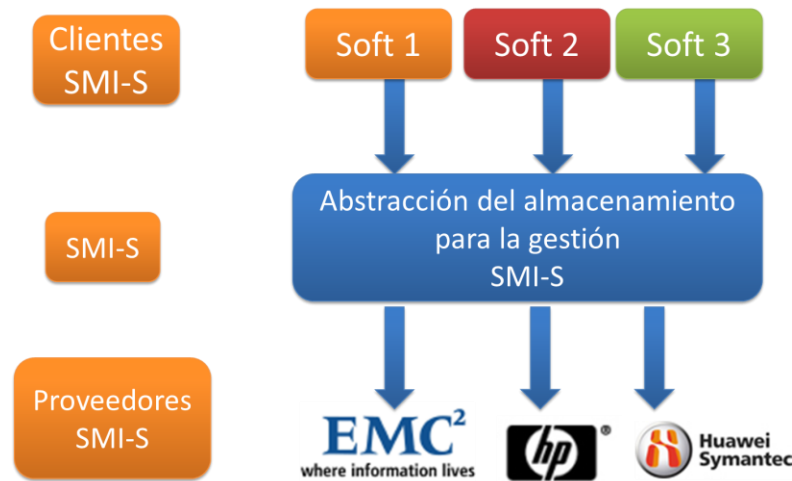 Clientes
SMI-S
Soft 1
Soft 2
Soft 3
Abstracción del almacenamiento
para la gestión
SMI-S
SMI-S
Proveedores
SMI-S
EMC²
where information lives
hp®
Huawei
Symantec